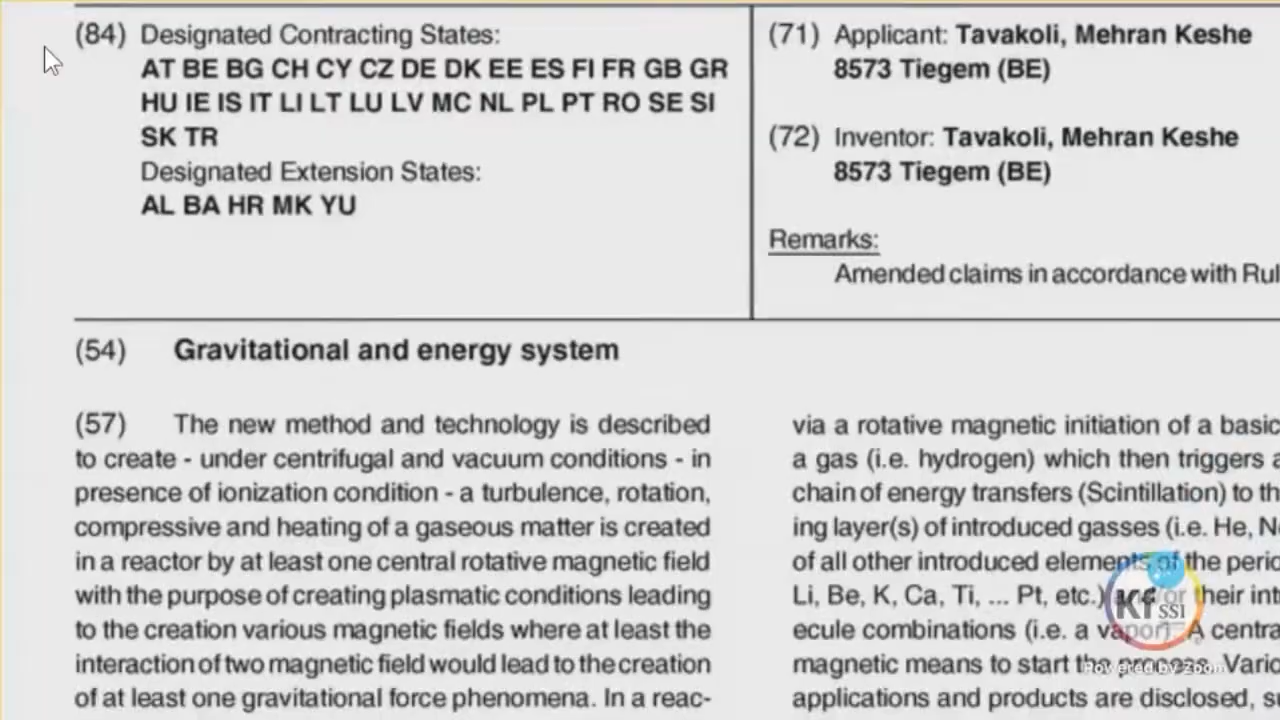 (84) Designated Contracting States:
AT BE BG CH CY CZ DE DK EE ES FI FR GB GR
HU IE IS IT LI LT LU LV MC NL PL PT RO SE SI
SK TR
Designated Extension States:
AL BA HR MK YU
(71) Applicant: Tavakoli, Mehran Keshe
8573 Tiegem (BE)
(72) Inventor: Tavakoli, Mehran Keshe
8573 Tiegem (BE)
Remarks:
Amended claims in accordance with
(54) Gravitational and energy system
(57) The new method and technology is described
to create - under centrifugal and vacuum conditions - in
presence of ionization condition - a turbulence, rotation,
compressive and heating of a gaseous matter is created
in a reactor by at least one central rotative magnetic field
with the purpose of creating plasmatic conditions leading
to the creation various magnetic fields where at least the
interaction of two magnetic field would lead to the creation
of at least one gravitational force phenomena. In a reac-
via a rotative magnetic initiation of a basic
a gas (i.e. hydrogen) which then triggers
chain of energy transfers (Scintillation) to
ing layer(s) of introduced gasses (i.e. He,
of all other introduced elements of the
Li, Be, K, Ca, Ti, ... Pt, etc.) their
ecule combinations (i.e. a vapor). A
magnetic means to start the process.
applications and products are disclosed,
Kf SSI
Powered by Zoom